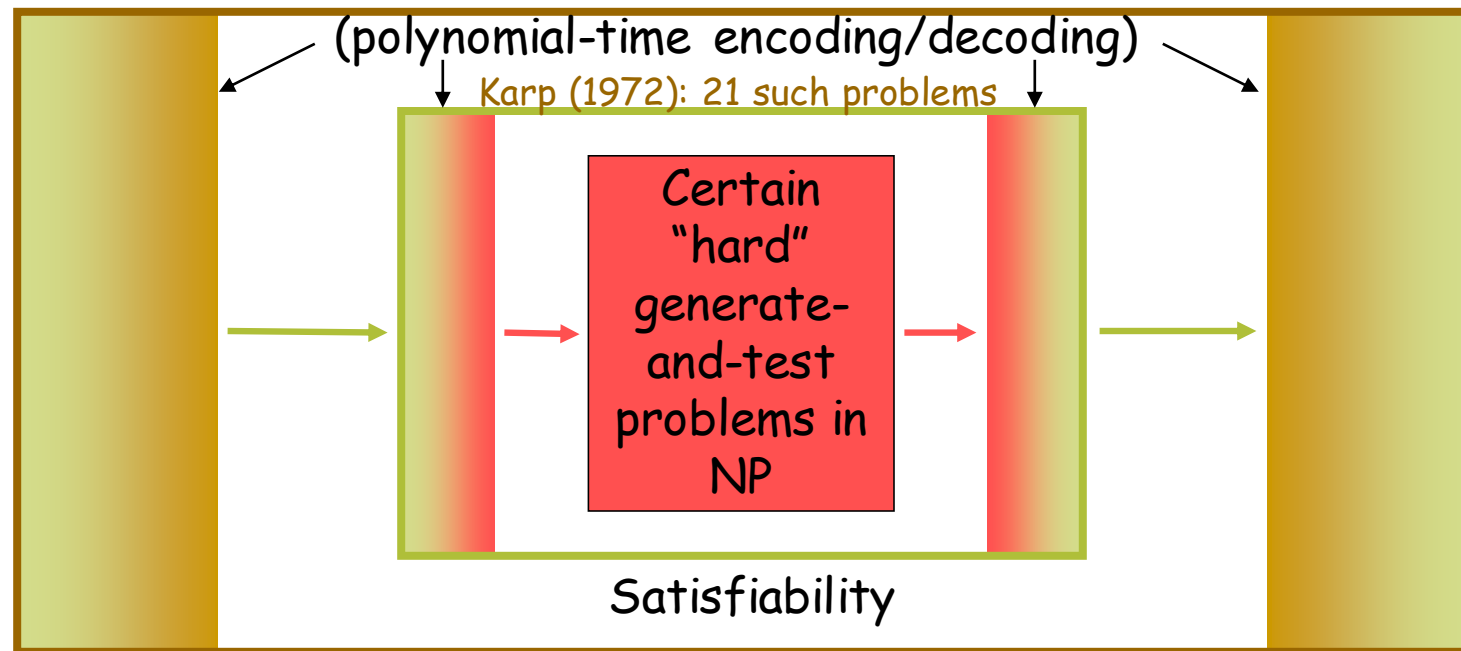 (polynomial-time encoding/decoding)
Karp (1972): 21 such problems
Certain
“hard”
generate-
and-test
problems in
NP
Satisfiability